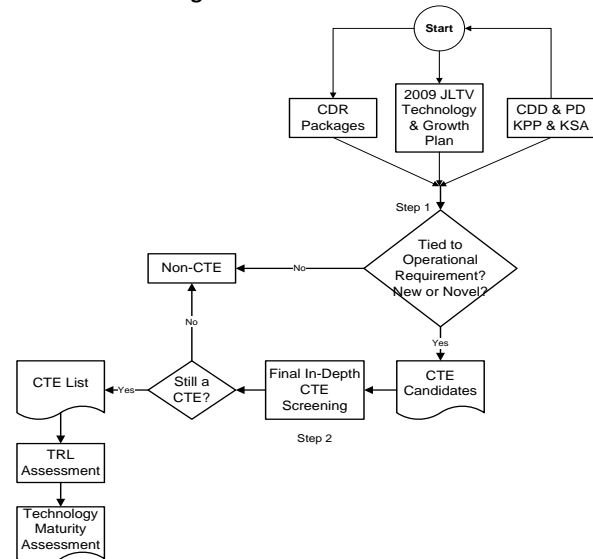 Start
CDR
Packages
2009 JLTV
Technology
& Growth
Plan
CDD & PD
KPP & KSA
Step 1
Tied to
Operational
Requirement?
New or Novel?
No
Non-CTE
Yes
No
CTE
Candidates
Final In-Depth
CTE
Screening
Step 2
Still a
CTE?
Yes
CTE List
TRL
Assessment
Technology
Maturity
Assessment